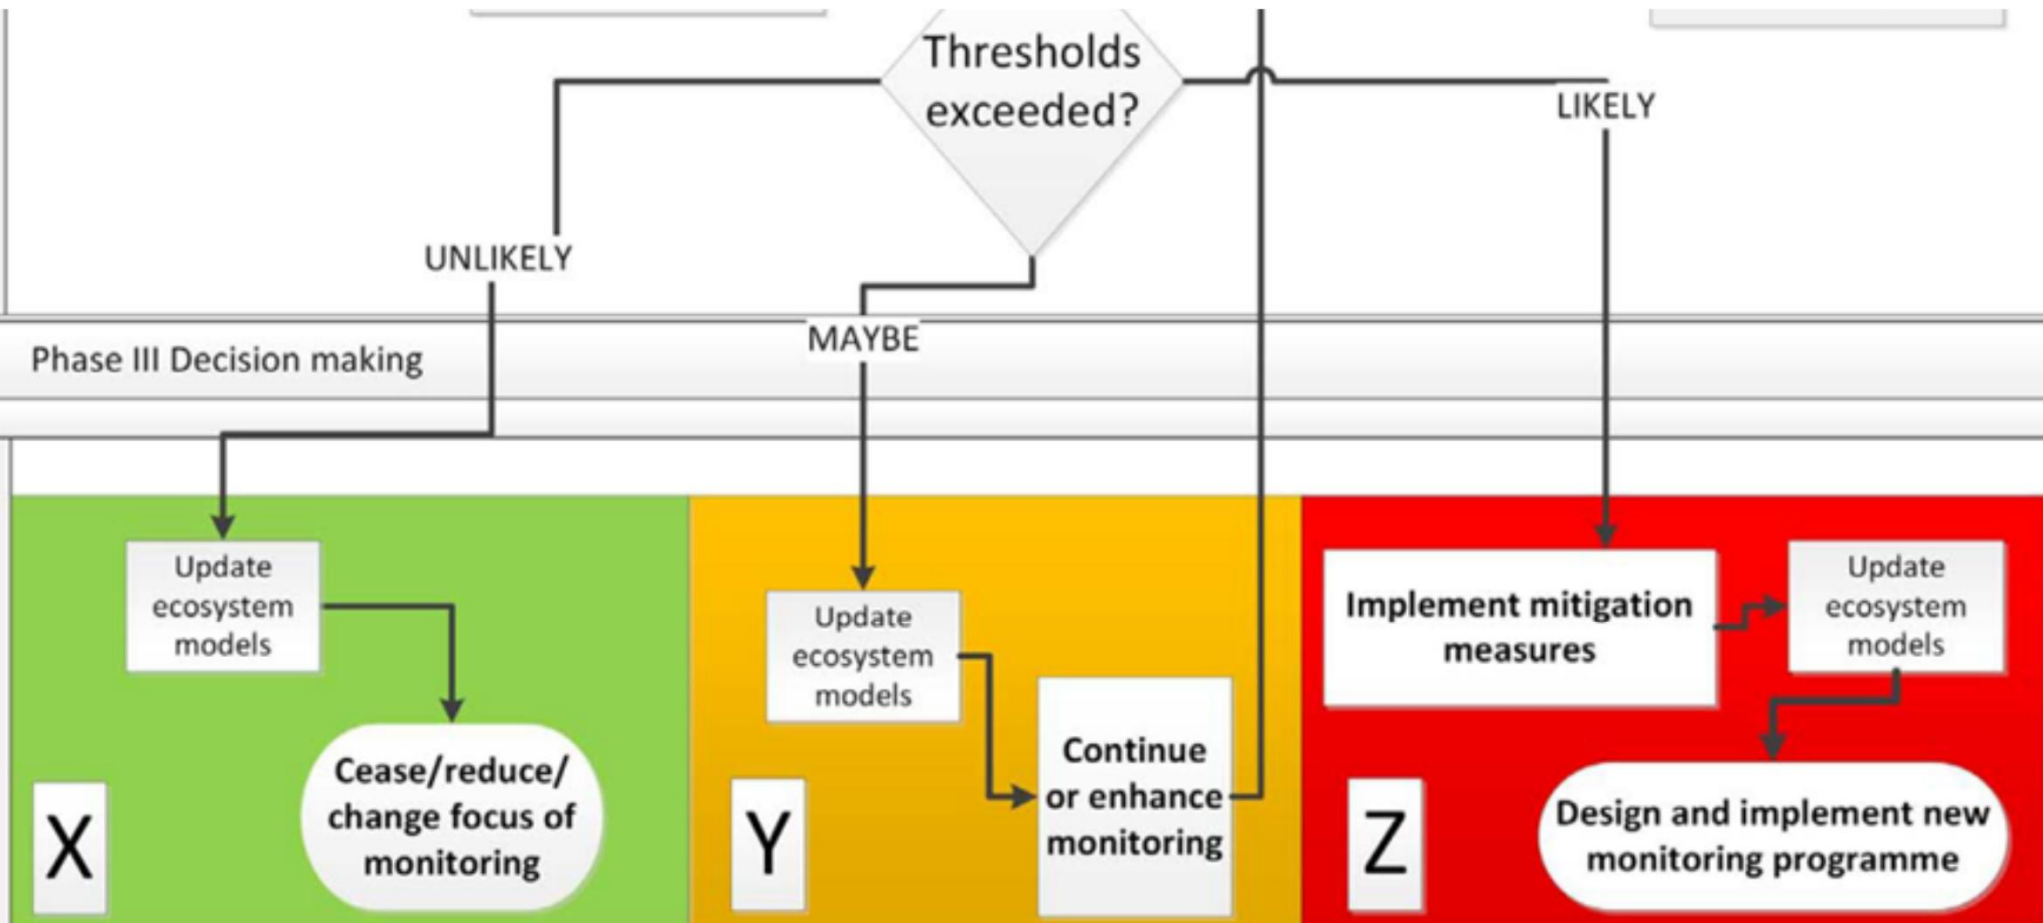 Thresholds
exceeded?
LIKELY
UNLIKELY
MAYBE
Phase III Decision making
Update
ecosystem
models
Cease/reduce/
change focus of
monitoring
X
Update
ecosystem
models
Continue
or enhance
monitoring
Y
Implement mitigation
measures
Update
ecosystem
models
Design and implement new
monitoring programme
Z